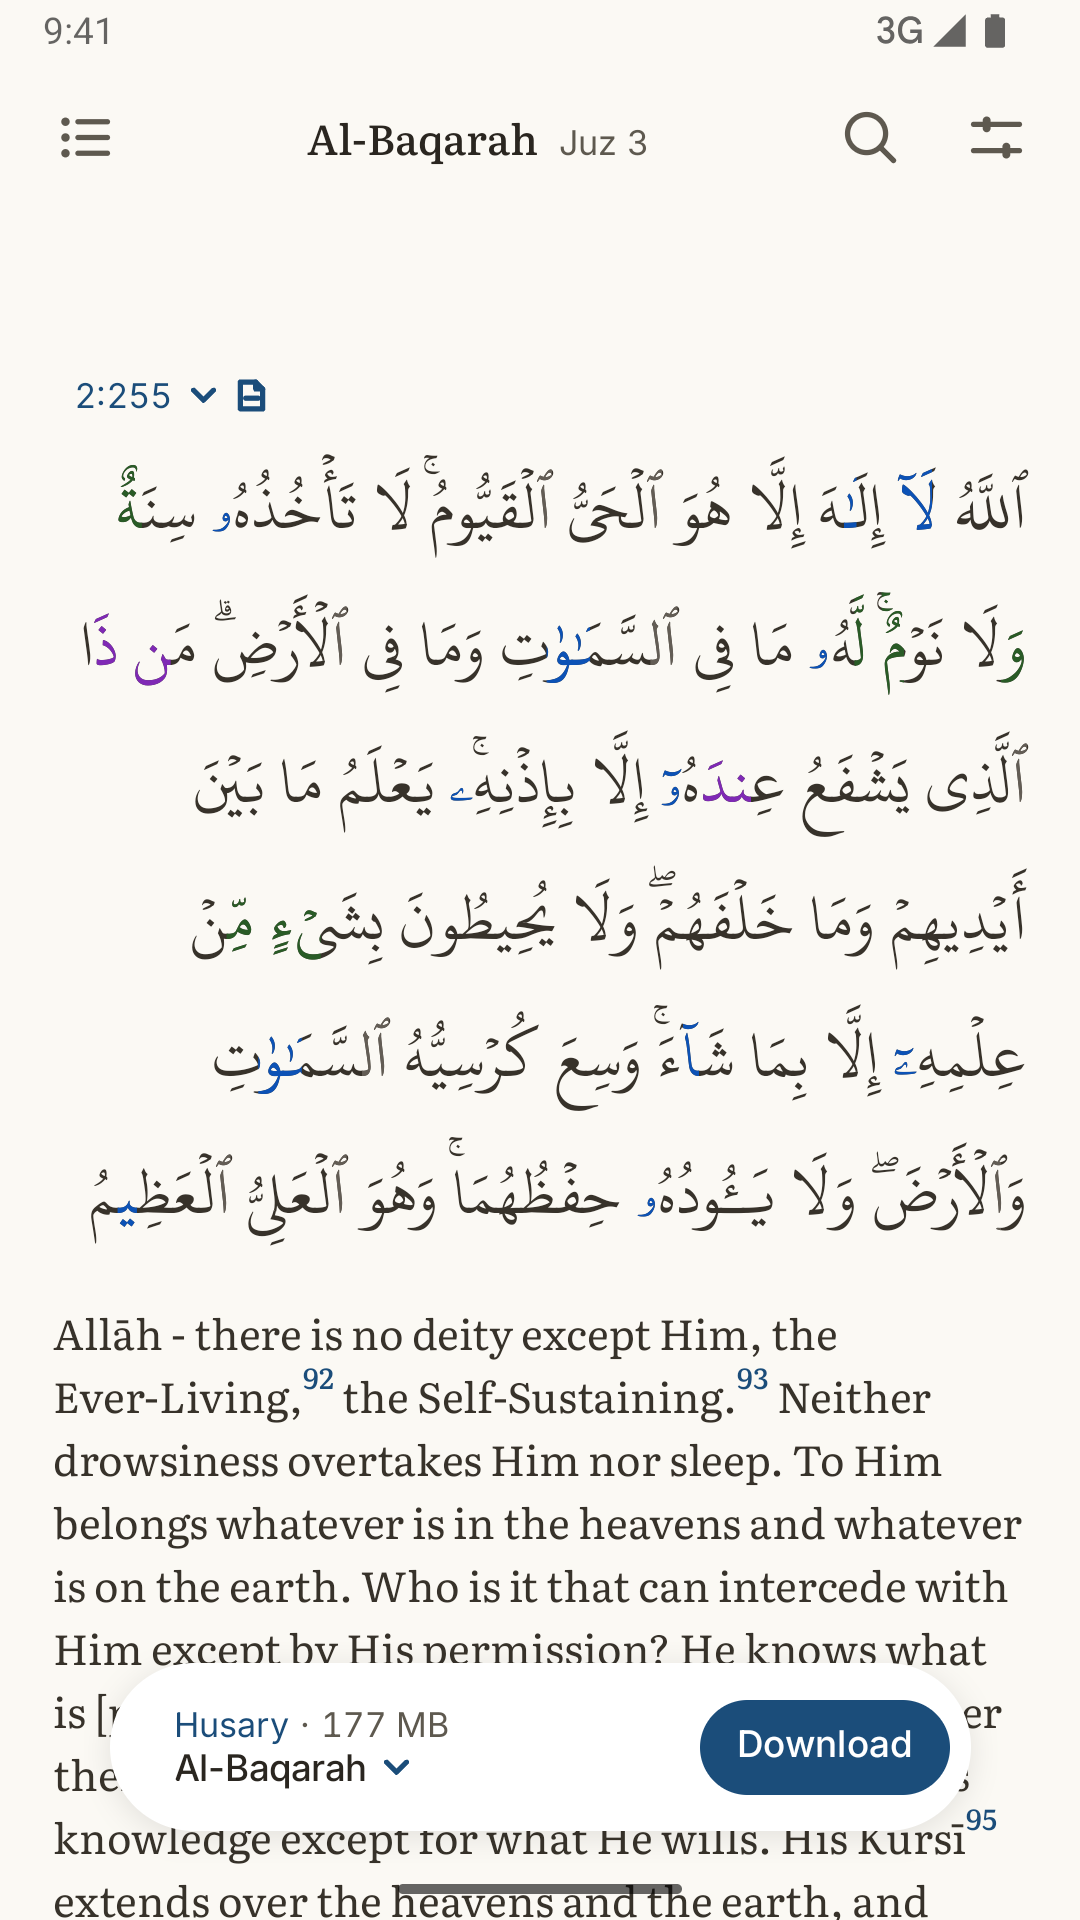 9:41
3G
Al-Baqarah Juz 3
2:255
ٱللَّهُ لَآ إِلَـٰهَ إِلَّا هُوَ ٱلْحَىُّ ٱلْقَيُّومُ ۚ لَا تَأْخُذُهُۥ سِنَةٌ
وَلَا نَوْمٌ ۚ لَّهُۥ مَا فِى ٱلسَّمَـٰوَٰتِ وَمَا فِى ٱلْأَرْضِ ۗ مَن ذَا
ٱلَّذِى يَشْفَعُ عِندَهُۥٓ إِلَّا بِإِذْنِهِۦ ۚ يَعْلَمُ مَا بَيْنَ
أَيْدِيهِمْ وَمَا خَلْفَهُمْ ۖ وَلَا يُحِيطُونَ بِشَىْءٍ مِّنْ
عِلْمِهِۦٓ إِلَّا بِمَا شَآءَ ۚ وَسِعَ كُرْسِيُّهُ ٱلسَّمَـٰوَٰتِ
وَٱلْأَرْضَ ۖ وَلَا يَـُٔودُهُۥ حِفْظُهُمَا ۚ وَهُوَ ٱلْعَلِىُّ ٱلْعَظِيمُ
Allāh - there is no deity except Him, the
Ever-Living,92 the Self-Sustaining.93 Neither
drowsiness overtakes Him nor sleep. To Him
belongs whatever is in the heavens and whatever
is on the earth. Who is it that can intercede with
Him except by His permission? He knows what
is
Husary · 177 MB
Al-Baqarah
Download
knowledge except for what He wills. His Kursī95
extends over the heavens and the earth, and